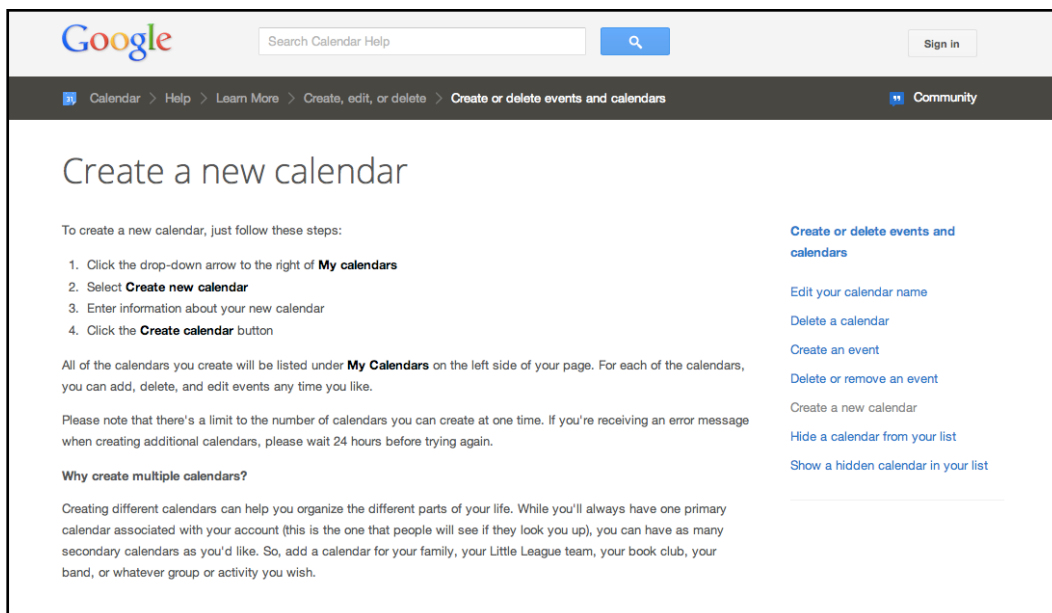 Google
Search Calendar Help
Sign in
31 Calendar > Help > Learn More > Create, edit, or delete > Create or delete events and calendars
Community
Create a new calendar
To create a new calendar, just follow these steps:
1. Click the drop-down arrow to the right of My calendars
2. Select Create new calendar
3. Enter information about your new calendar
4. Click the Create calendar button
All of the calendars you create will be listed under My Calendars on the left side of your page. For each of the calendars,
you can add, delete, and edit events any time you like.
Please note that there's a limit to the number of calendars you can create at one time. If you're receiving an error message
when creating additional calendars, please wait 24 hours before trying again.
Why create multiple calendars?
Creating different calendars can help you organize the different parts of your life. While you'll always have one primary
calendar associated with your account (this is the one that people will see if they look you up), you can have as many
secondary calendars as you'd like. So, add a calendar for your family, your Little League team, your book club, your
band, or whatever group or activity you wish.
Create or delete events and
calendars
Edit your calendar name
Delete a calendar
Create an event
Delete or remove an event
Create a new calendar
Hide a calendar from your list
Show a hidden calendar in your list